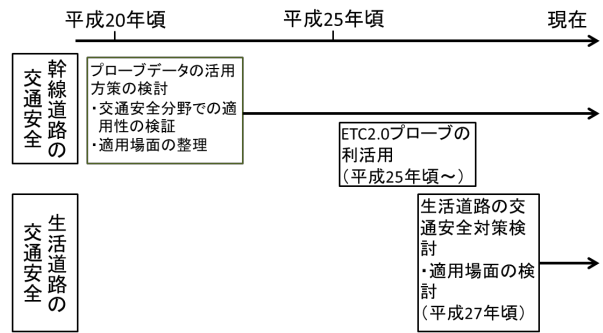 平成20年頃
平成25年頃
現在
幹線道路の
交通安全
プローブデータの活用
方策の検討
・交通安全分野での適
用性の検証
・適用場面の整理
ETC2.0プローブの
利活用
（平成25年頃～）
生活道路の
交通安全
生活道路の交
通安全対策検
討
・適用場面の検
討
（平成27年頃）